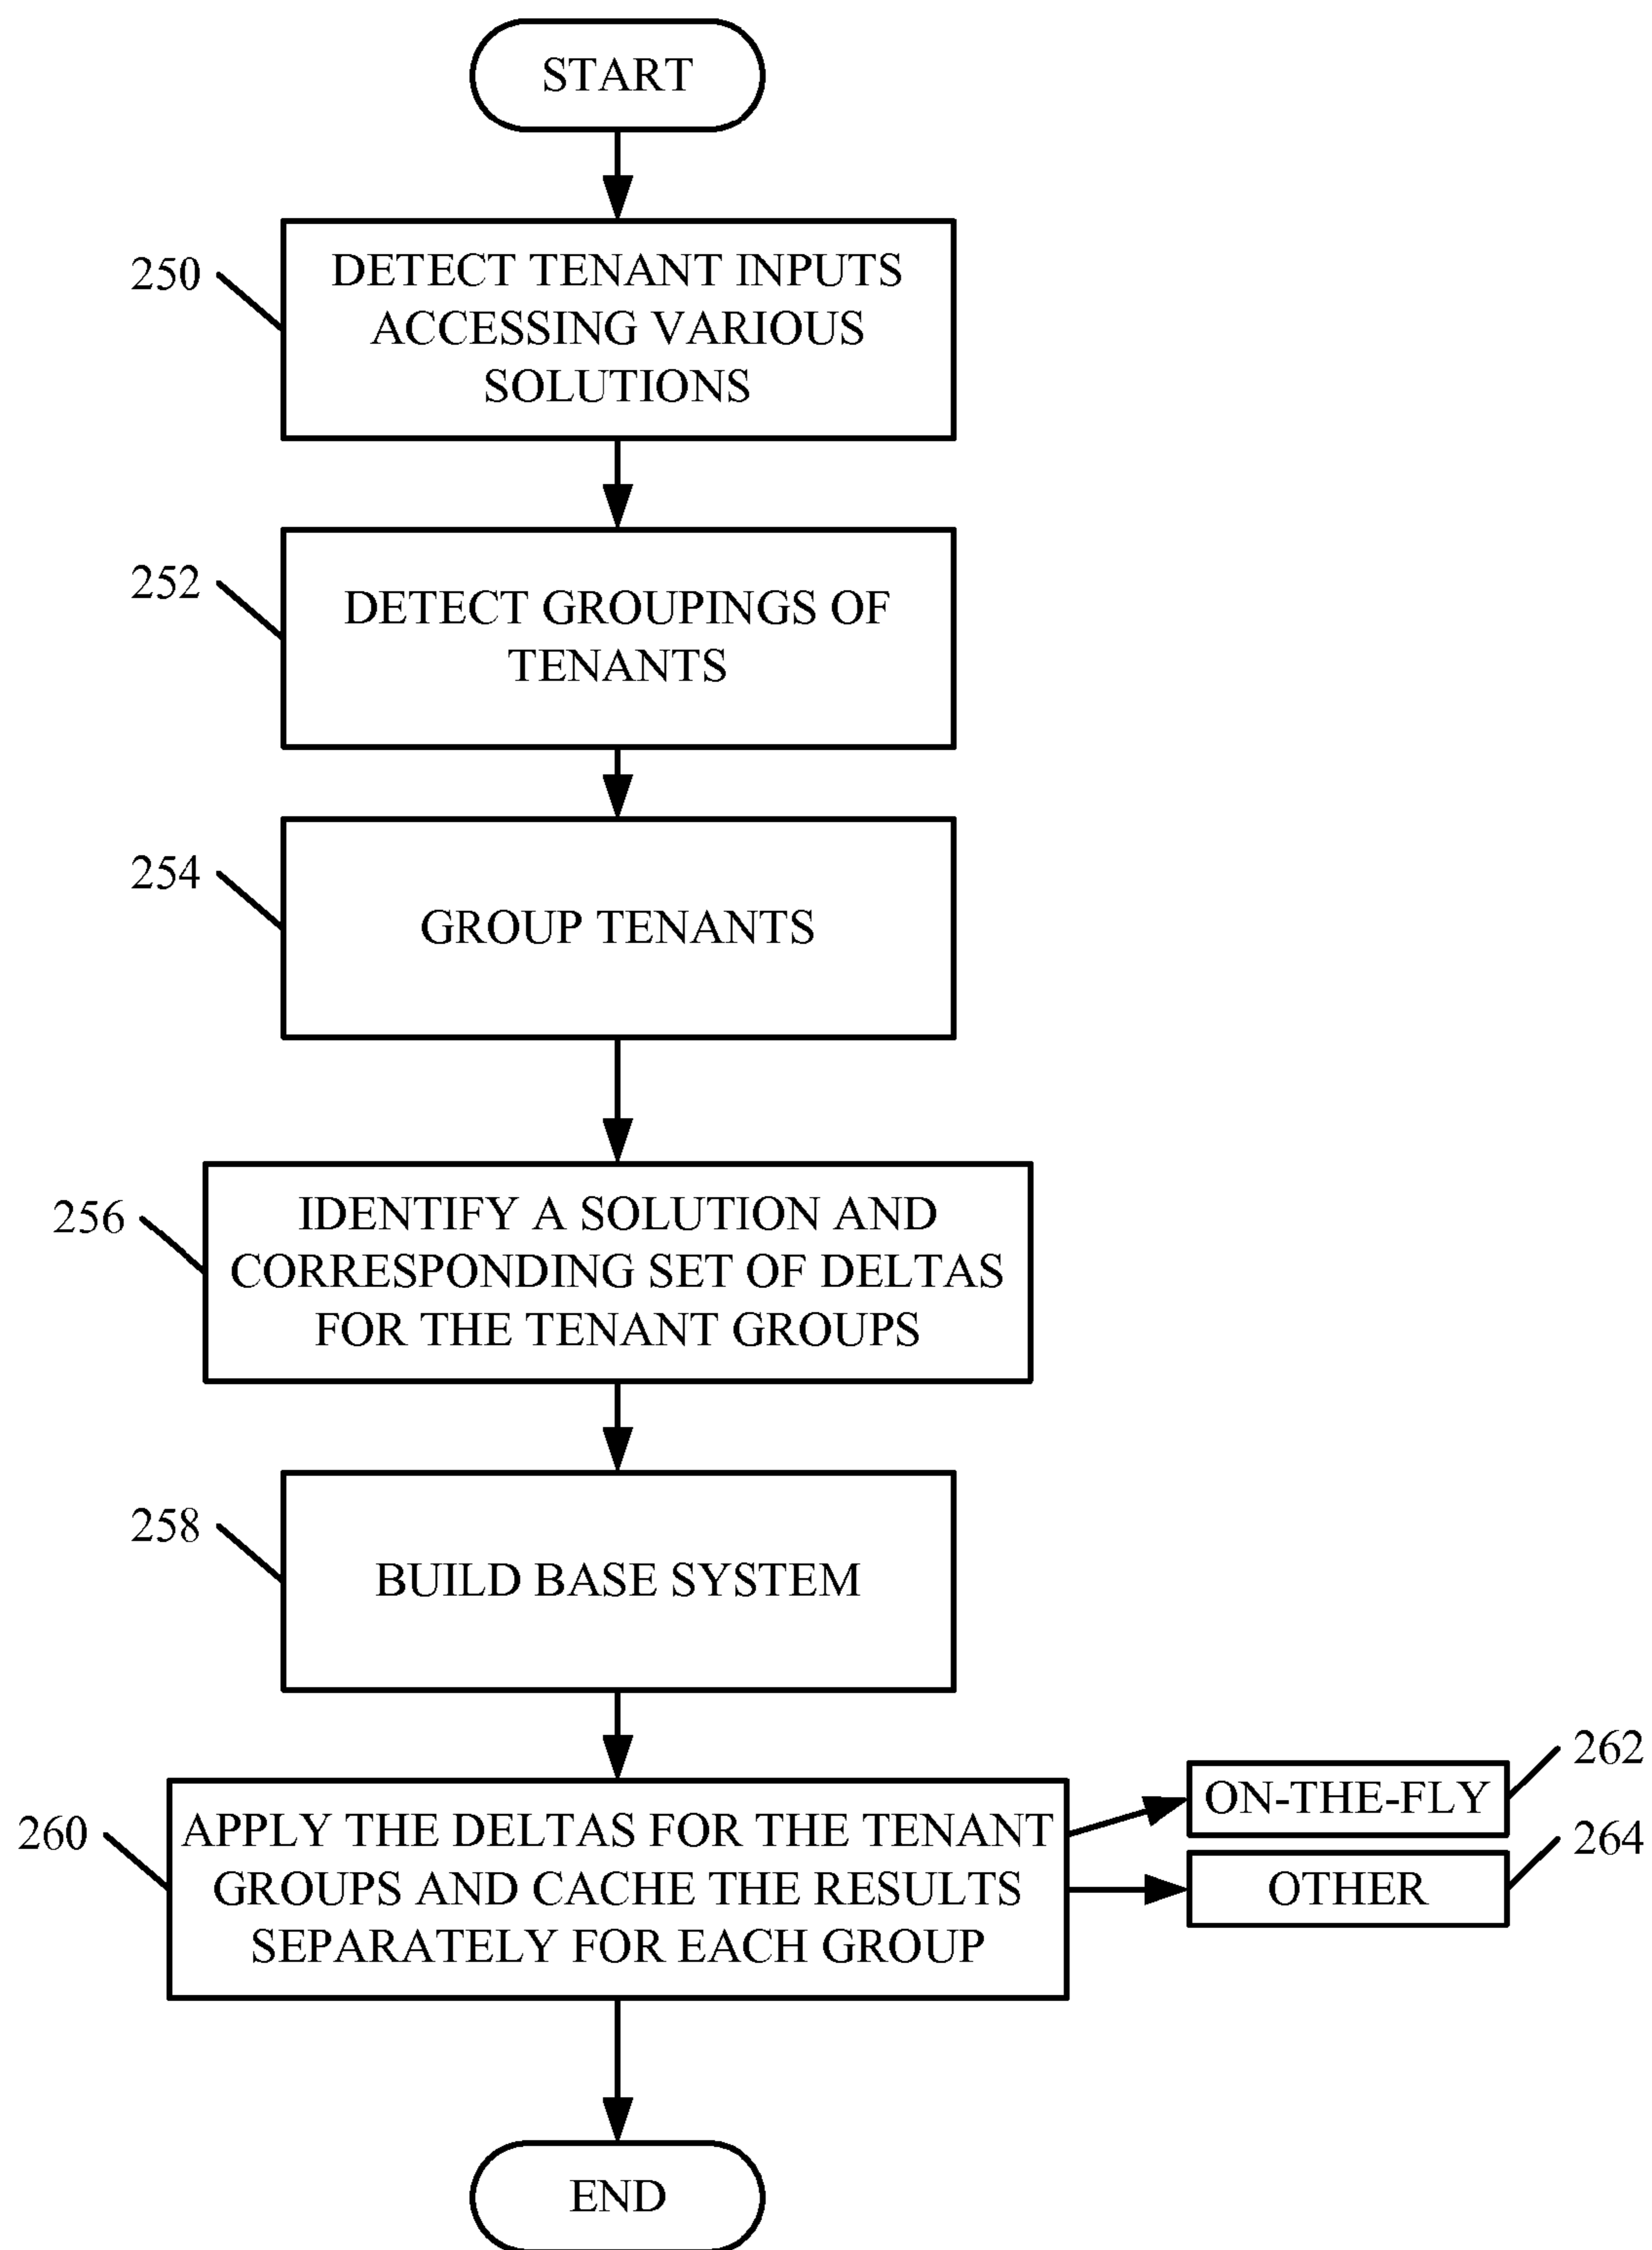 START
250
DETECT TENANT INPUTS
ACCESSING VARIOUS
SOLUTIONS
252
DETECT GROUPINGS OF
TENANTS
254
GROUP TENANTS
256
IDENTIFY A SOLUTION AND
CORRESPONDING SET OF DELTAS
FOR THE TENANT GROUPS
258
BUILD BASE SYSTEM
260
APPLY THE DELTAS FOR THE TENANT
GROUPS AND CACHE THE RESULTS
SEPARATELY FOR EACH GROUP
262
ON-THE-FLY
264
OTHER
END